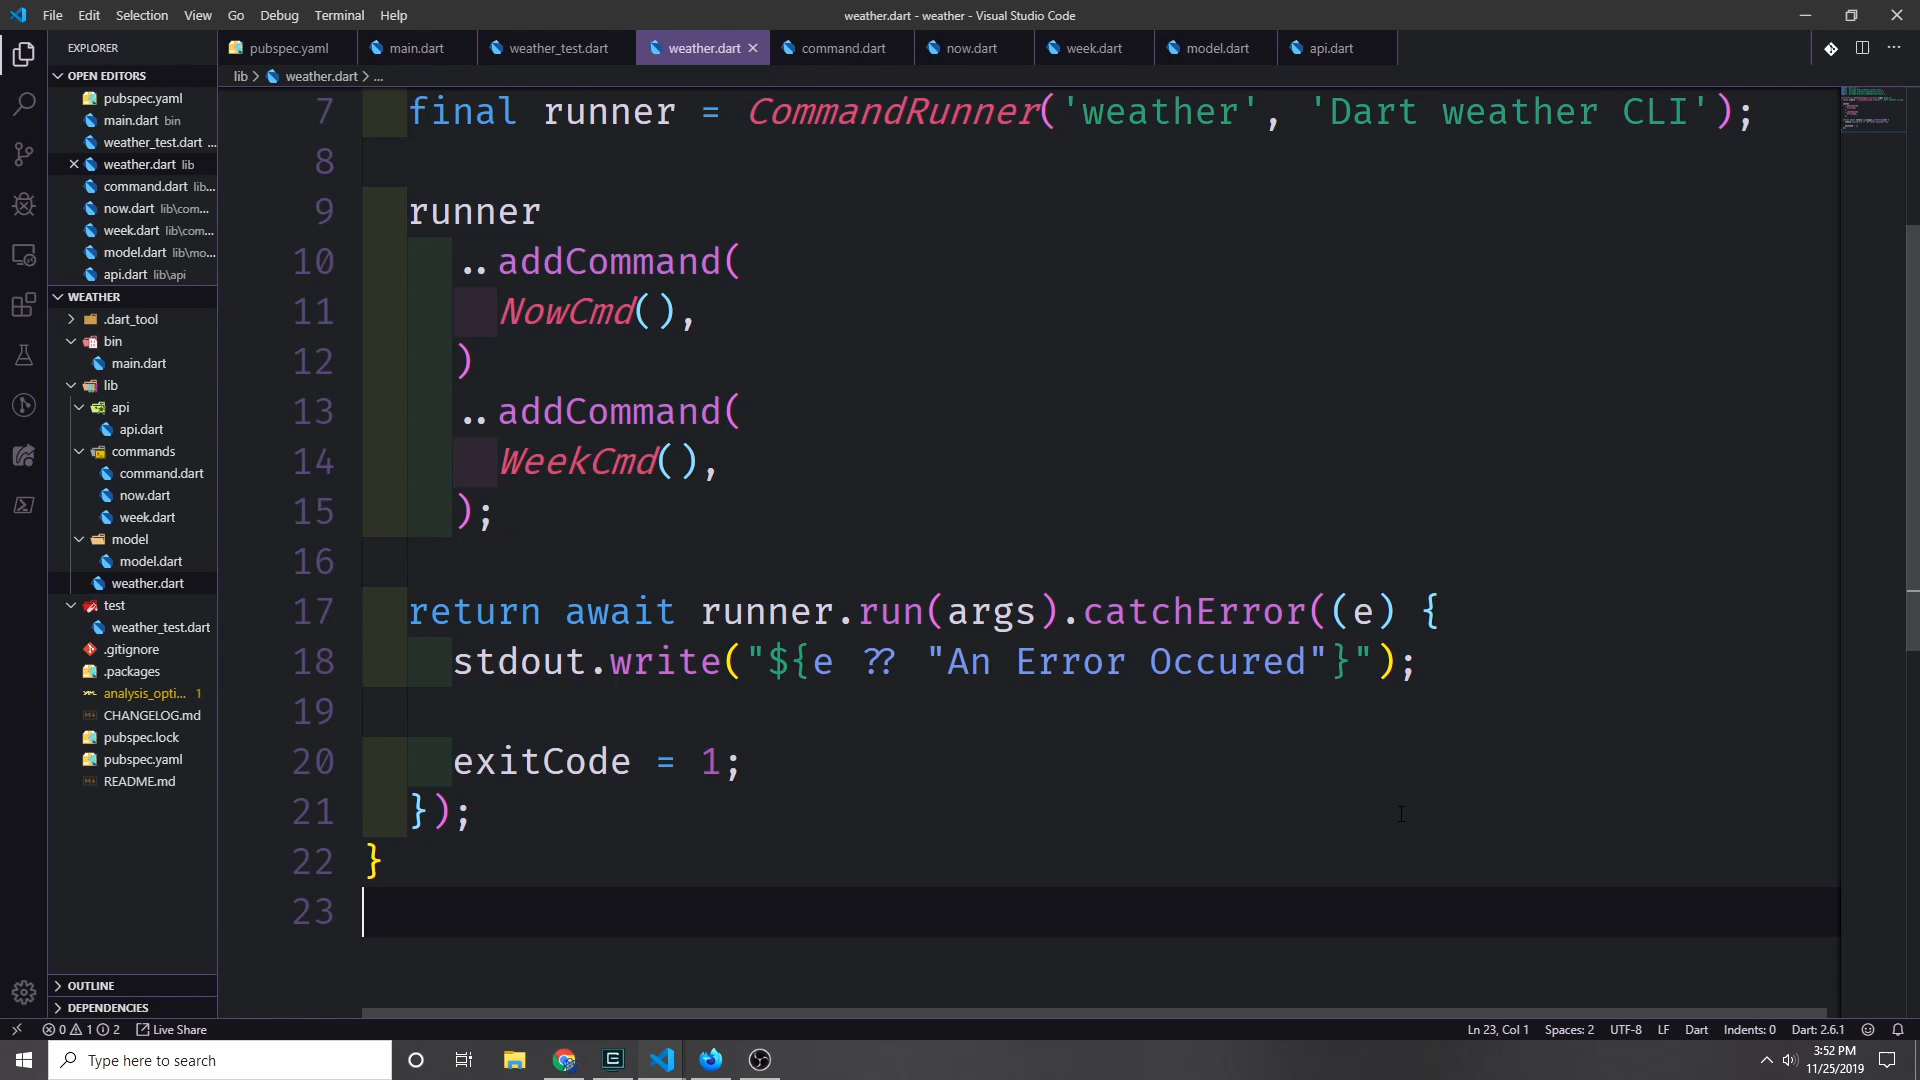 File Edit Selection View Go Debug Terminal Help
weather.dart - weather - Visual Studio Code
EXPLORER
pubspec.yaml
main.dart
weather_test.dart
weather.dart
command.dart
now.dart
week.dart
model.dart
api.dart
lib > weather.dart > ...
OPEN EDITORS
pubspec.yaml
main.dart bin
weather_test.dart ...
weather.dart lib
command.dart lib...
now.dart lib\com...
week.dart lib\com...
model.dart lib\mo...
api.dart lib\api
WEATHER
.dart_tool
bin
main.dart
lib
api
api.dart
commands
command.dart
now.dart
week.dart
model
model.dart
weather.dart
test
weather_test.dart
.gitignore
.packages
analysis_opti... 1
CHANGELOG.md
pubspec.lock
pubspec.yaml
README.md
OUTLINE
DEPENDENCIES
7 final runner = CommandRunner('weather', 'Dart weather CLI');
8
9 runner
10 ..addCommand(
11 NowCmd(),
12 )
13 ..addCommand(
14 WeekCmd(),
15 );
16
17 return await runner.run(args).catchError((e) {
18 stdout.write("${e ?? "An Error Occured"}");
19
20 exitCode = 1;
21 });
22 }
23
0 1 2 Live Share
Ln 23, Col 1 Spaces: 2 UTF-8 LF Dart Indents: 0 Dart: 2.6.1
Type here to search
3:52 PM
11/25/2019